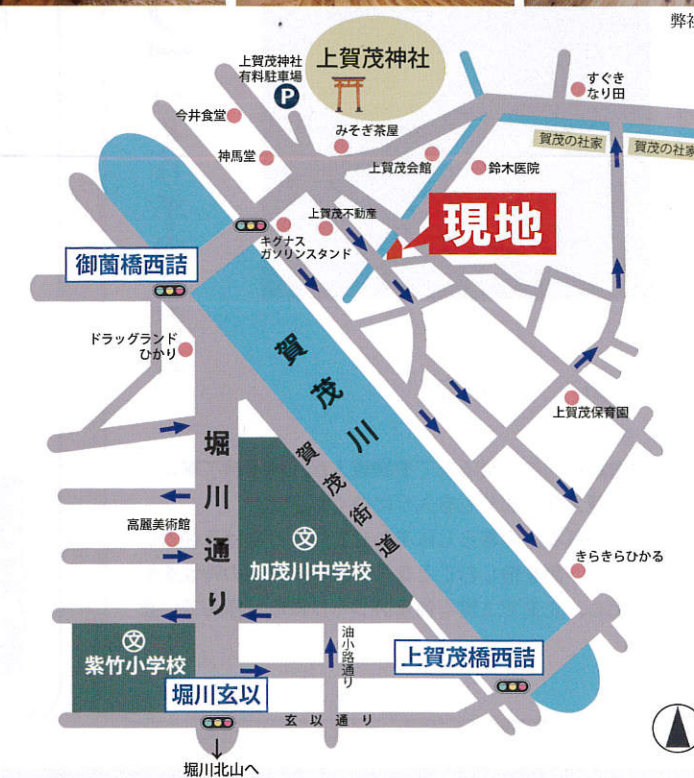 弊社
上賀茂神社
有料駐車場
P
上賀茂神社
すぐき
なり田
今井食堂
みそぎ茶屋
神馬堂
上賀茂会館
鈴木医院
賀茂の社家
賀茂の社家
上賀茂不動産
現地
キグナス
ガソリンスタンド
御薗橋西詰
ドラッグランド
ひかり
賀茂川
上賀茂保育園
堀川通り
賀茂街道
高麗美術館
文
加茂川中学校
きらきらひかる
文
紫竹小学校
油小路通り
上賀茂橋西詰
堀川玄以
玄以通り
↓
堀川北山へ